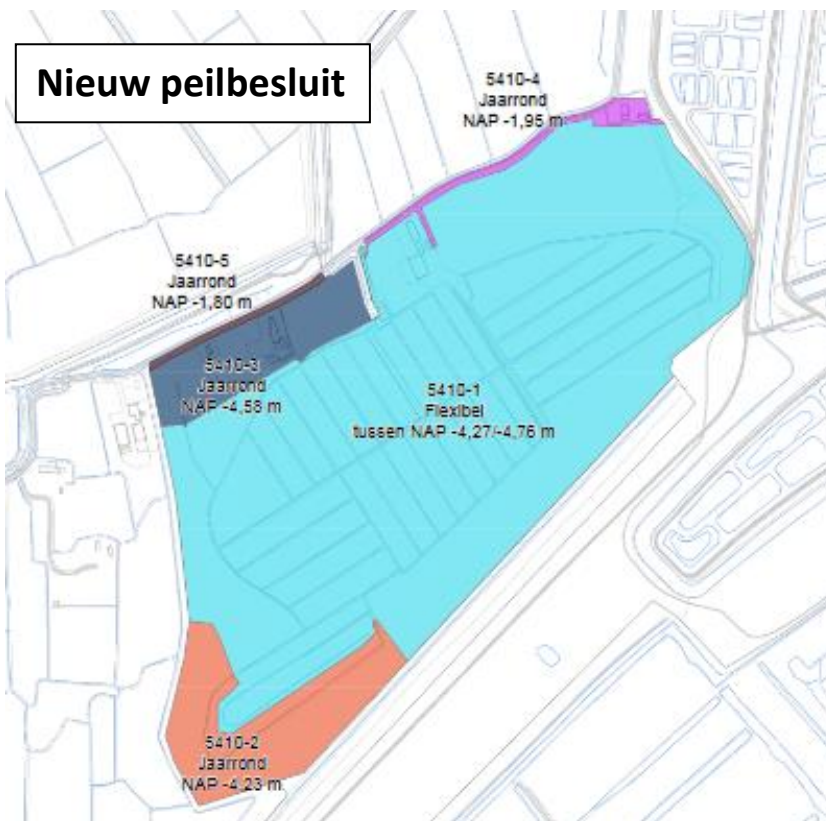 Nieuw peilbesluit
5410-4
Jaarrond
NAP -1,95 m
5410-5
Jaarrond
NAP -1,80 m
5410-3
Jaarrond
NAP -4,58 m
5410-1
Flexibel
tussen NAP -4,27/-4,76 m
5410-2
Jaarrond
NAP -4,23 m